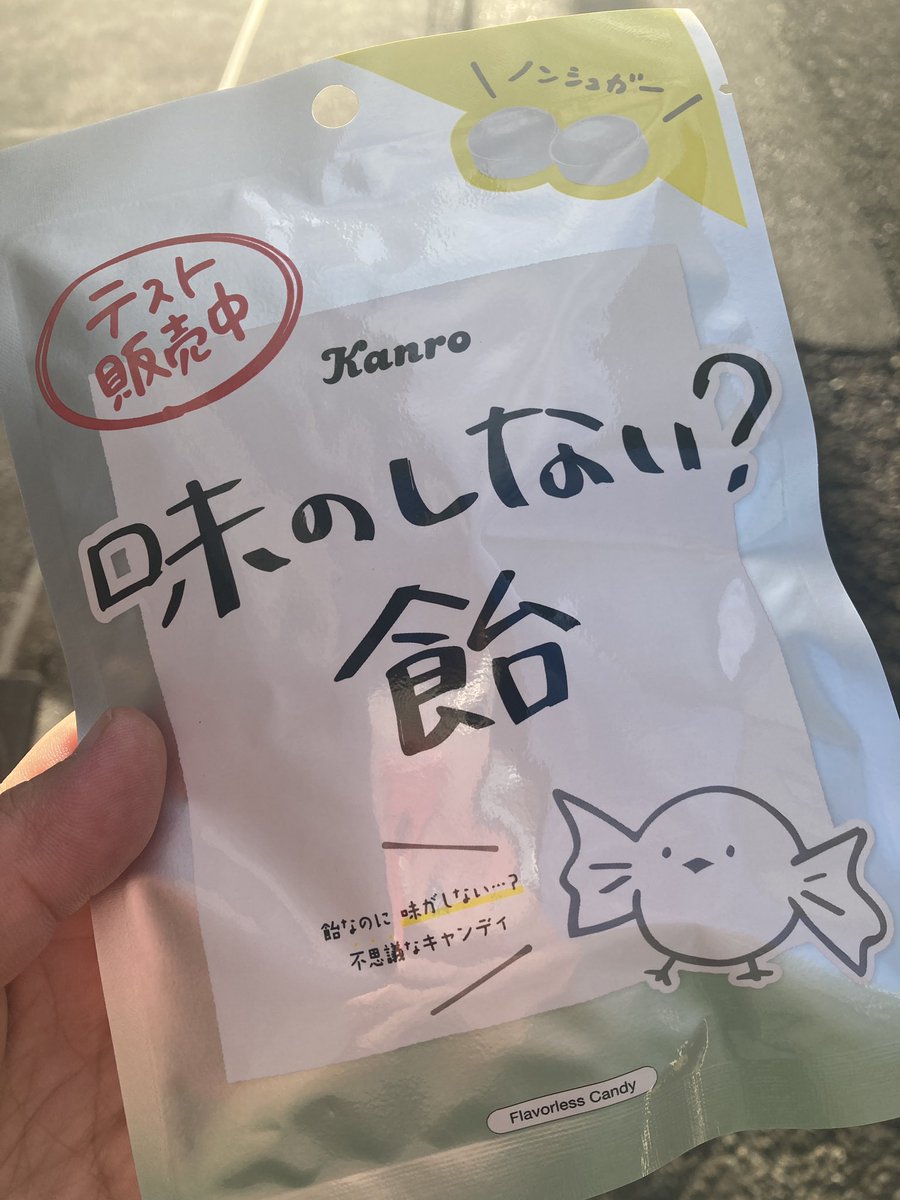 ノンシュガー
テスト
販売中
Kanro
味のしない?
飴
飴なのに 味がしない…?
不思議なキャンディ
Flavorless Candy